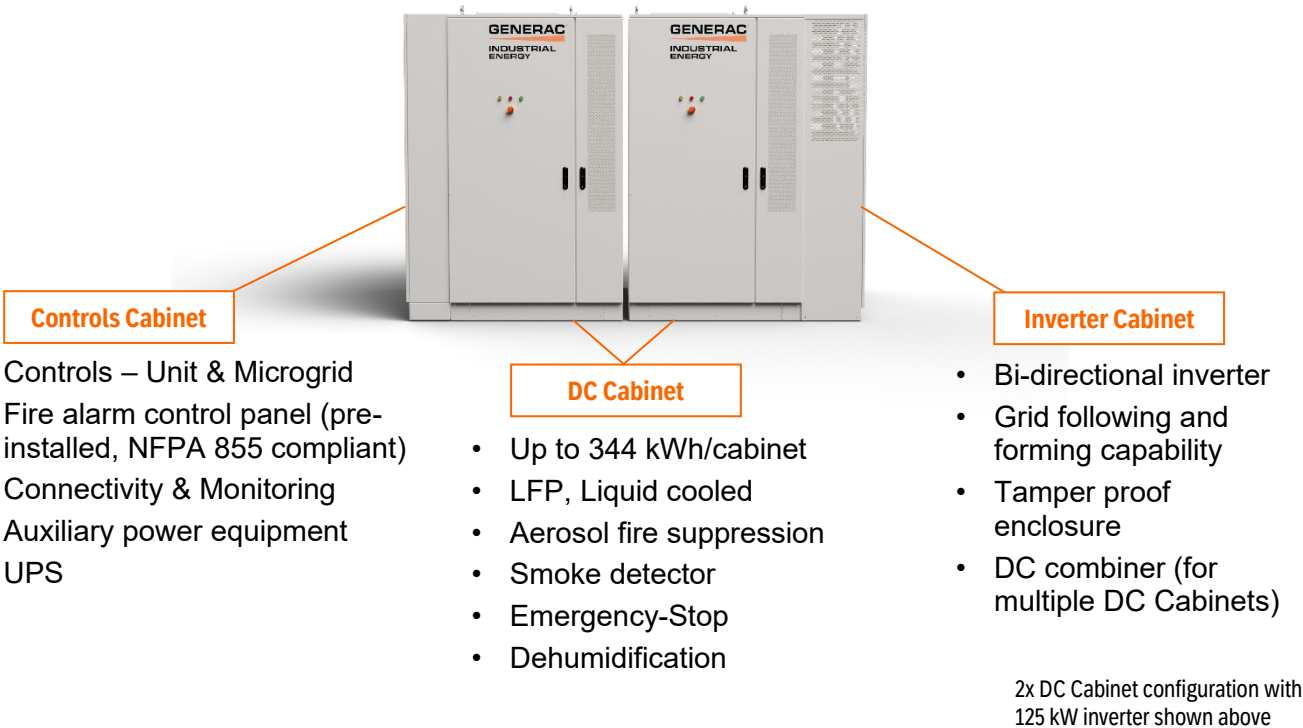 GENERAC
INDUSTRIAL
ENERGY
GENERAC
INDUSTRIAL
ENERGY
Controls Cabinet
Controls – Unit & Microgrid
Fire alarm control panel (pre-
installed, NFPA 855 compliant)
Connectivity & Monitoring
Auxiliary power equipment
UPS
DC Cabinet
• Up to 344 kWh/cabinet
• LFP, Liquid cooled
• Aerosol fire suppression
• Smoke detector
• Emergency-Stop
• Dehumidification
Inverter Cabinet
• Bi-directional inverter
• Grid following and
forming capability
• Tamper proof
enclosure
• DC combiner (for
multiple DC Cabinets)
2x DC Cabinet configuration with
125 kW inverter shown above